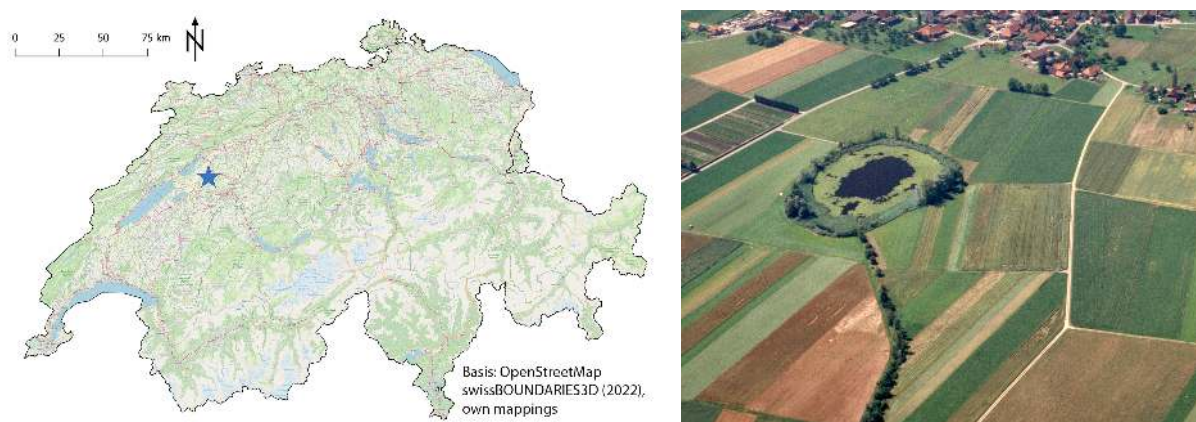 0 25 50 75 km
N
Basis: OpenStreetMap
swissBOUNDARIES3D (2022),
own mappings